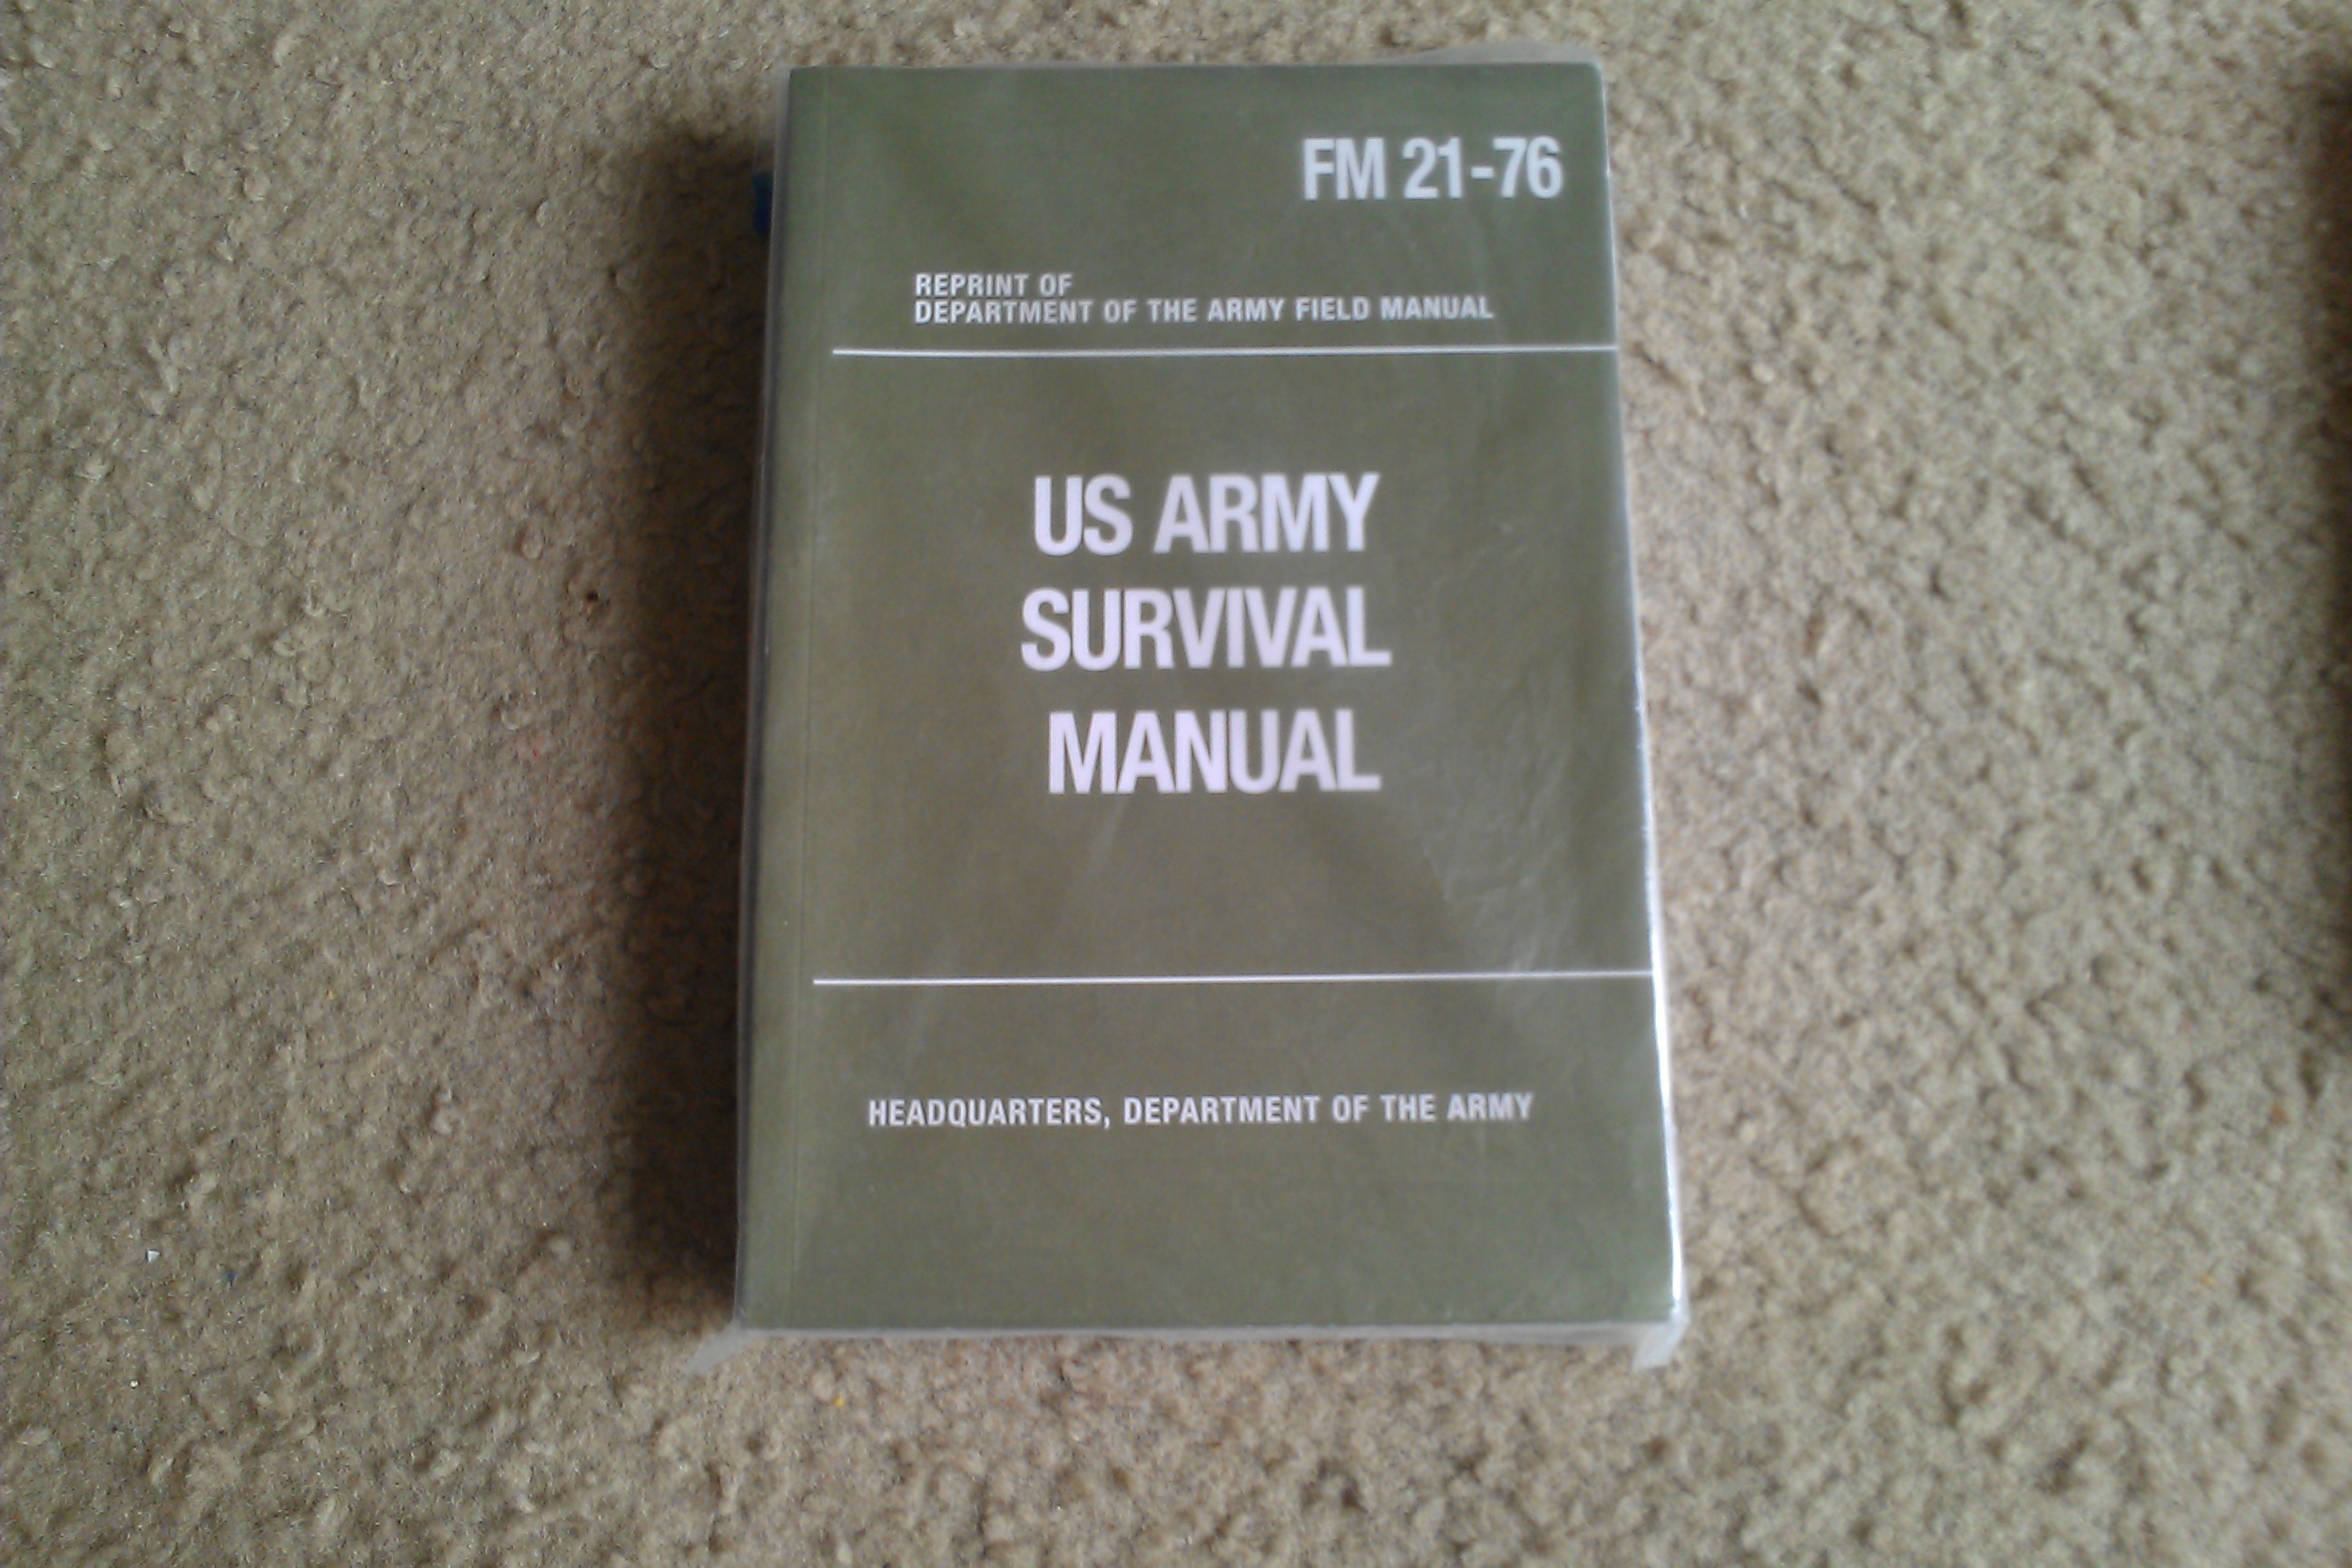 FM 21-76
REPRINT OF
DEPARTMENT OF THE ARMY FIELD MANUAL
US ARMY
SURVIVAL
MANUAL
HEADQUARTERS, DEPARTMENT OF THE ARMY